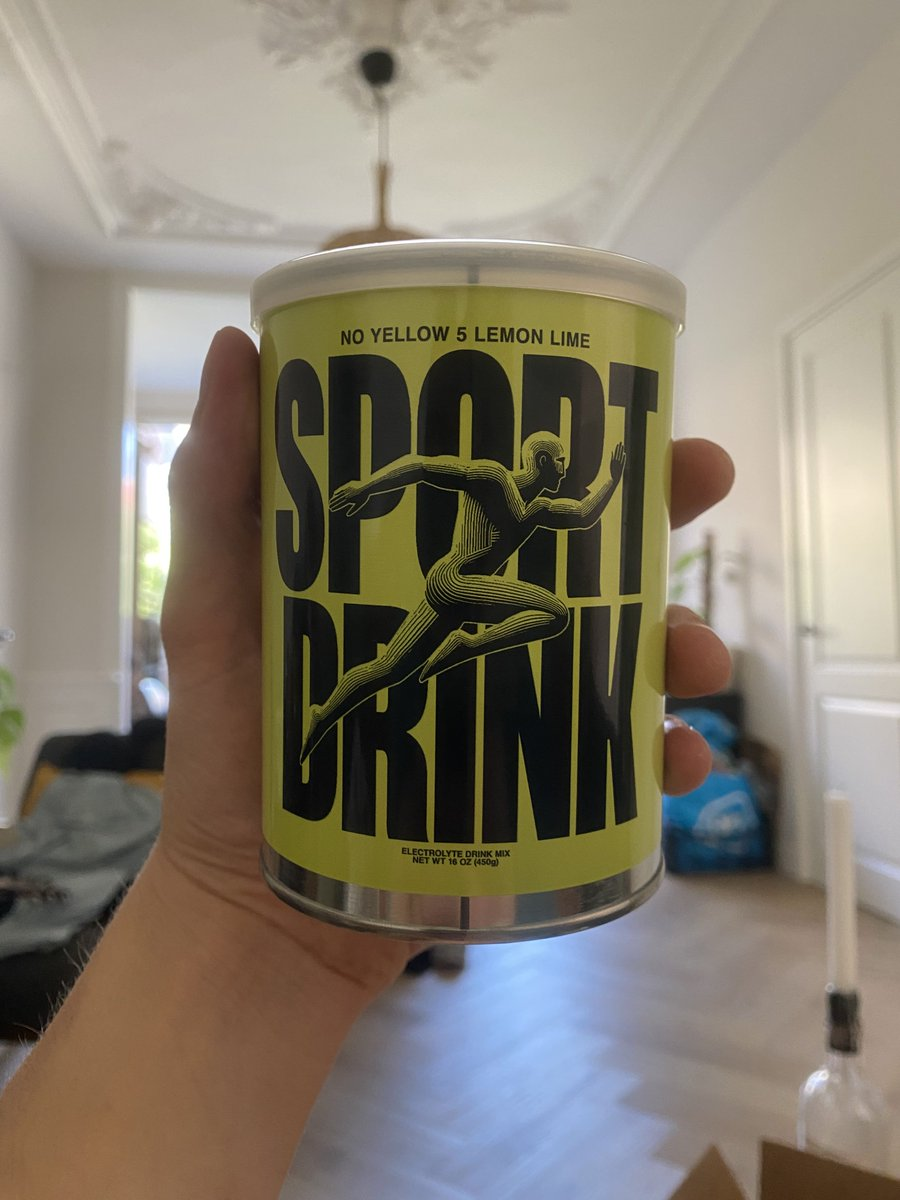 NO YELLOW 5 LEMON LIME
SPORT
DRINK
ELECTROLYTE DRINK MIX
NET WT 16 OZ (450g)